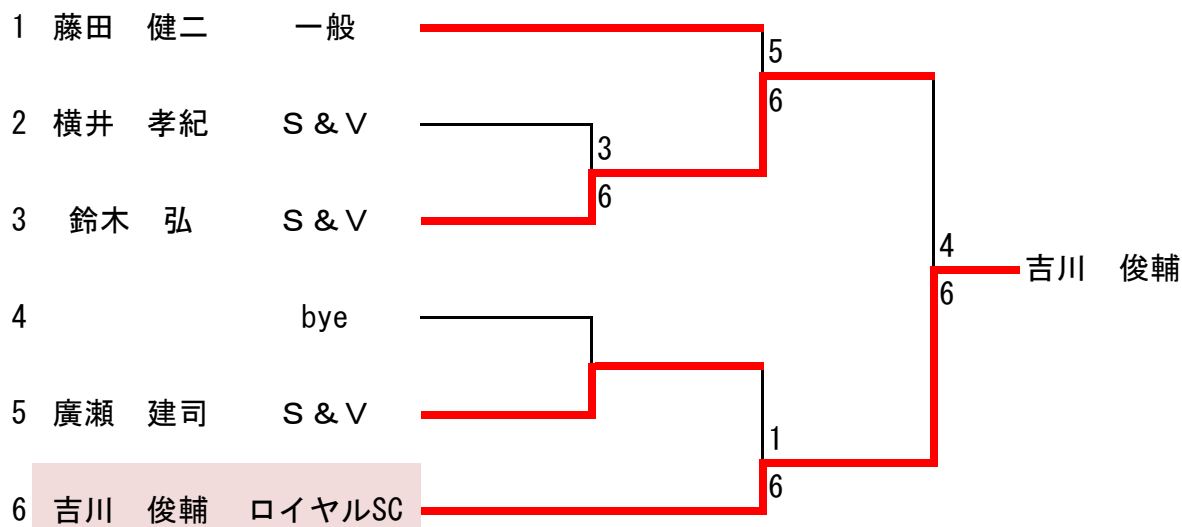 1 藤田 健二 一般
5
6
2 横井 孝紀 S＆V
3
6
3 鈴木 弘 S＆V
4
6
吉川 俊輔
4 bye
5 廣瀬 建司 S＆V
1
6
6 吉川 俊輔 ロイヤルSC